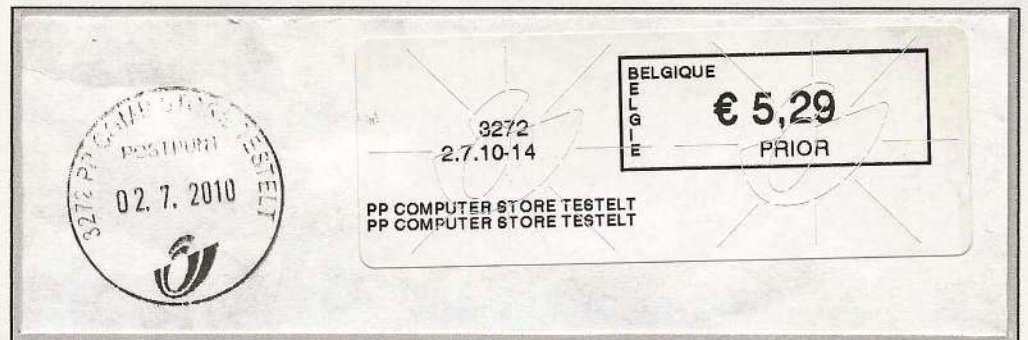 3272 PP COMP STORE TESTELT
POSTPUNT
02. 7. 2010
3272
2.7.10-14
PP COMPUTER STORE TESTELT
PP COMPUTER STORE TESTELT
BELGIQUE
BELGIE
€ 5,29
PRIOR